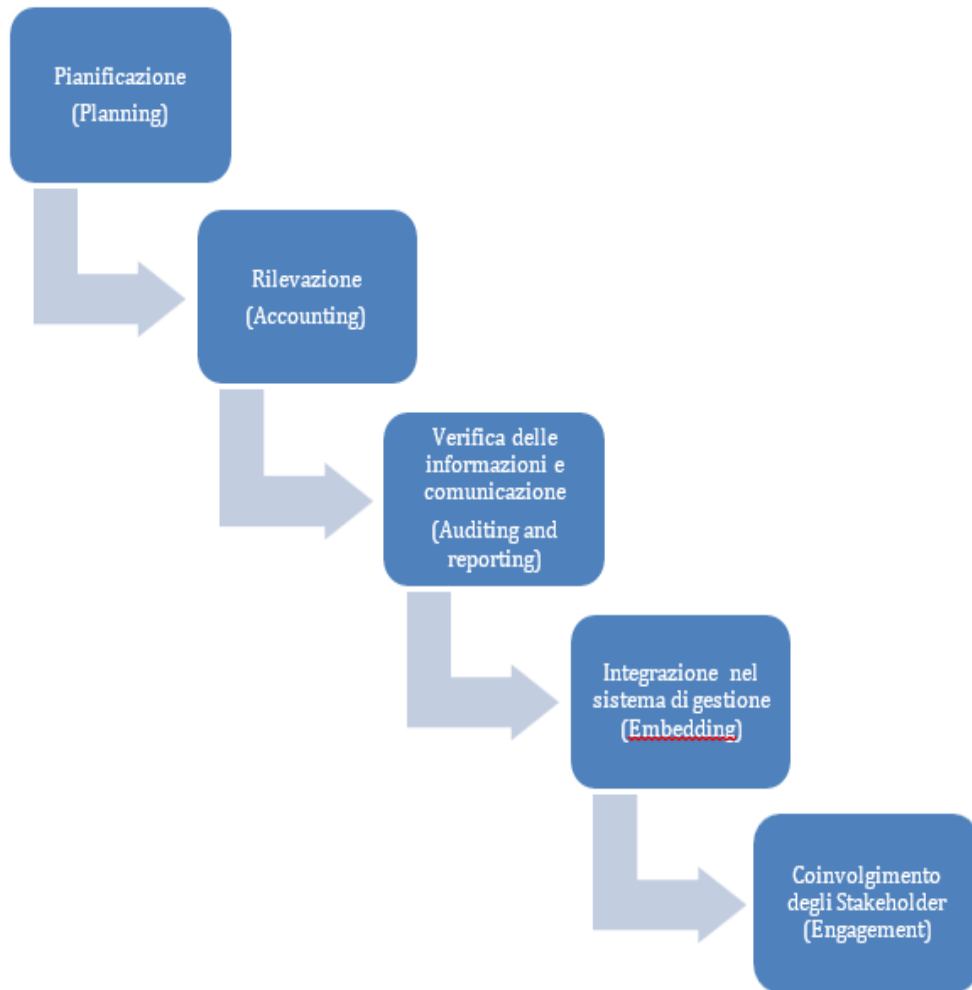 Pianificazione
(Planning)
Rilevazione
(Accounting)
Verifica delle
informazioni e
comunicazione
(Auditing and
reporting)
Integrazione nel
sistema di gestione
(Embedding)
Coinvolgimento
degli Stakeholder
(Engagement)